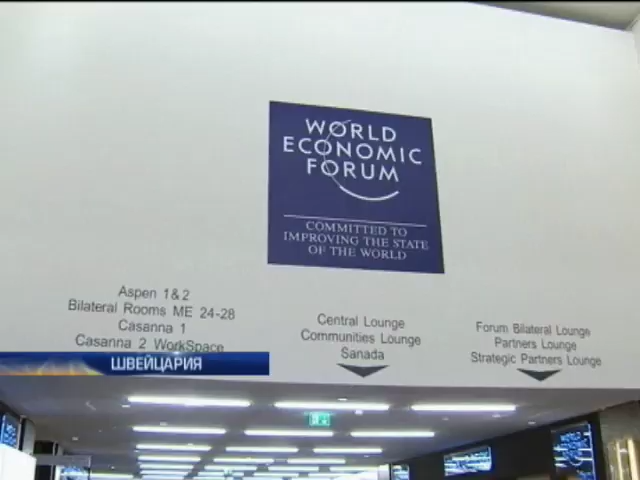 WORLD
ECONOMIC
FORUM
COMMITTED TO
IMPROVING THE STATE
OF THE WORLD
Aspen 1 & 2
Bilateral Rooms ME 24-28
Casanna 1
Casanna 2 WorkSpace
Central Lounge
Communities Lounge
Sanada
Forum Bilateral Lounge
Partners Lounge
Strategic Partners Lounge
ШВЕЙЦАРИЯ